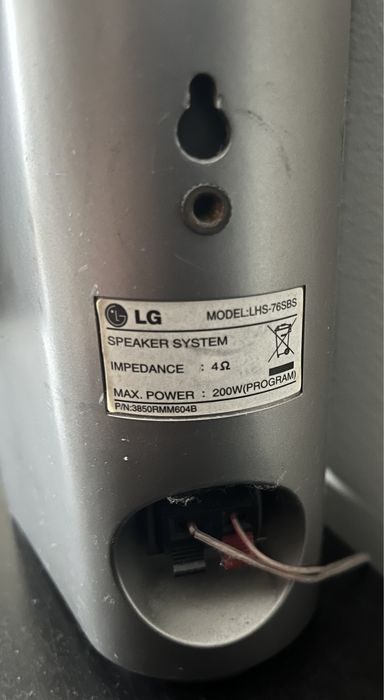 LG MODEL:LHS-76SBS
SPEAKER SYSTEM
IMPEDANCE : 4Ω
MAX. POWER : 200W(PROGRAM)
P/N:3850RMM604B